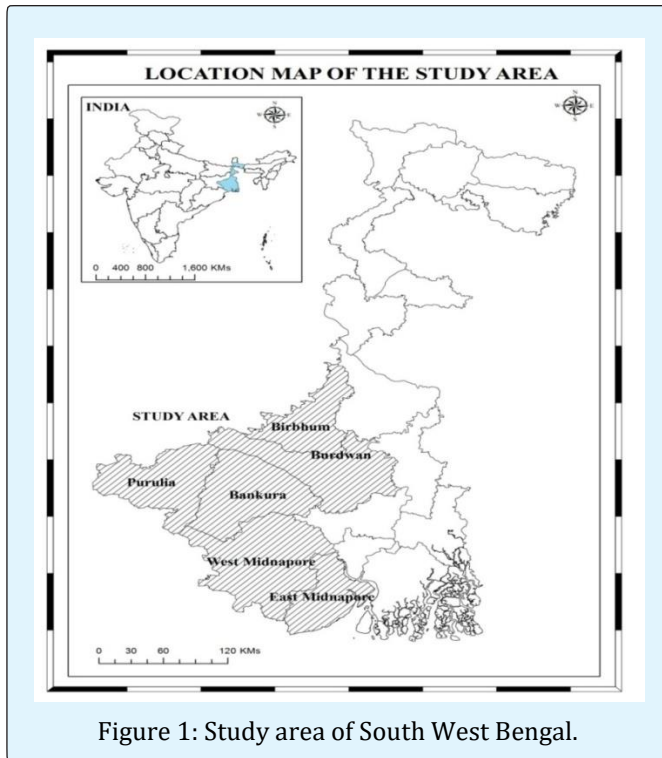 LOCATION MAP OF THE STUDY AREA
INDIA
N
W E
S
0 400 800 1,600 KMs
N
W E
S
STUDY AREA
Birbhum
Burdwan
Purulia
Bankura
West Midnapore
East Midnapore
0 30 60 120 KMs
Figure 1: Study area of South West Bengal.